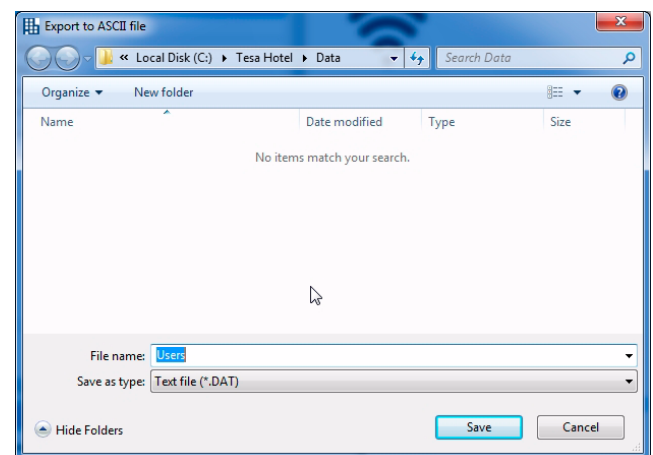 Export to ASCII file
« Local Disk (C:) ▸ Tesa Hotel ▸ Data Search Data
Organize ▾ New folder
Name Date modified Type Size
No items match your search.
File name: Users
Save as type: Text file (*.DAT)
Hide Folders Save Cancel